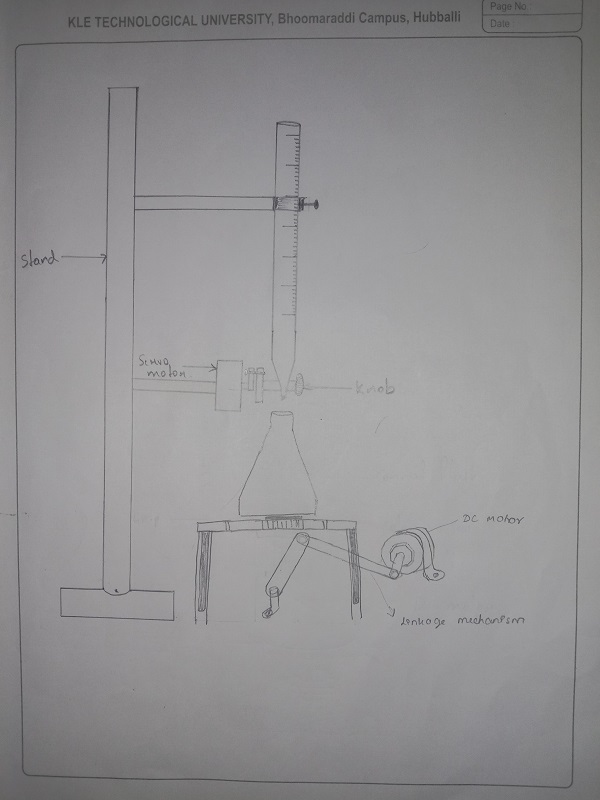 KLE TECHNOLOGICAL UNIVERSITY, Bhoomaraddi Campus, Hubballi
Page No.
Date
Stand
Servo
motor
Knob
DC Motor
Linkage mechanism